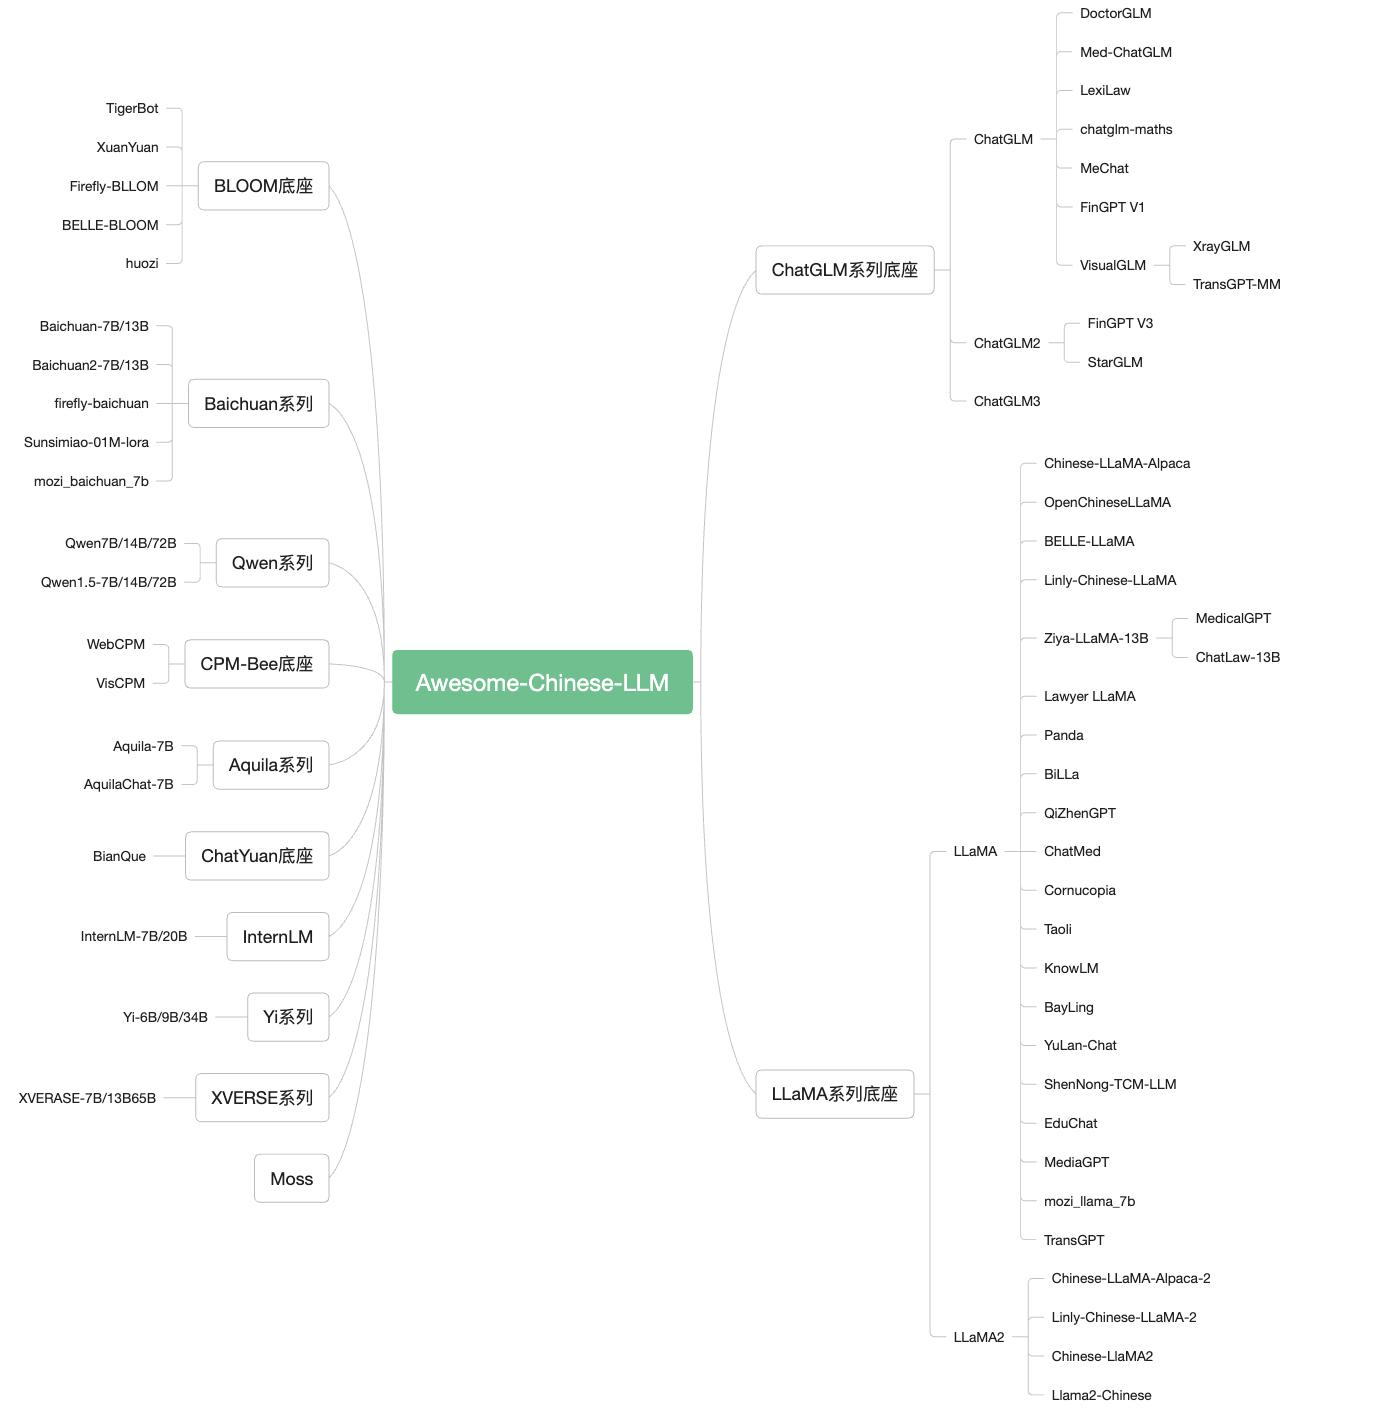 Awesome-Chinese-LLM
BLOOM底座
TigerBot
XuanYuan
Firefly-BLLOM
BELLE-BLOOM
huozi
Baichuan系列
Baichuan-7B/13B
Baichuan2-7B/13B
firefly-baichuan
Sunsimiao-01M-lora
mozi_baichuan_7b
Qwen系列
Qwen7B/14B/72B
Qwen1.5-7B/14B/72B
CPM-Bee底座
WebCPM
VisCPM
Aquila系列
Aquila-7B
AquilaChat-7B
ChatYuan底座
BianQue
InternLM
InternLM-7B/20B
Yi系列
Yi-6B/9B/34B
XVERSE系列
XVERASE-7B/13B65B
Moss
ChatGLM系列底座
ChatGLM
DoctorGLM
Med-ChatGLM
LexiLaw
chatglm-maths
MeChat
FinGPT V1
VisualGLM
XrayGLM
TransGPT-MM
ChatGLM2
FinGPT V3
StarGLM
ChatGLM3
LLaMA系列底座
LLaMA
Chinese-LLaMA-Alpaca
OpenChineseLLaMA
BELLE-LLaMA
Linly-Chinese-LLaMA
Ziya-LLaMA-13B
MedicalGPT
ChatLaw-13B
Lawyer LLaMA
Panda
BiLLa
QiZhenGPT
ChatMed
Cornucopia
Taoli
KnowLM
BayLing
YuLan-Chat
ShenNong-TCM-LLM
EduChat
MediaGPT
mozi_llama_7b
TransGPT
LLaMA2
Chinese-LLaMA-Alpaca-2
Linly-Chinese-LLaMA-2
Chinese-LlaMA2
Llama2-Chinese